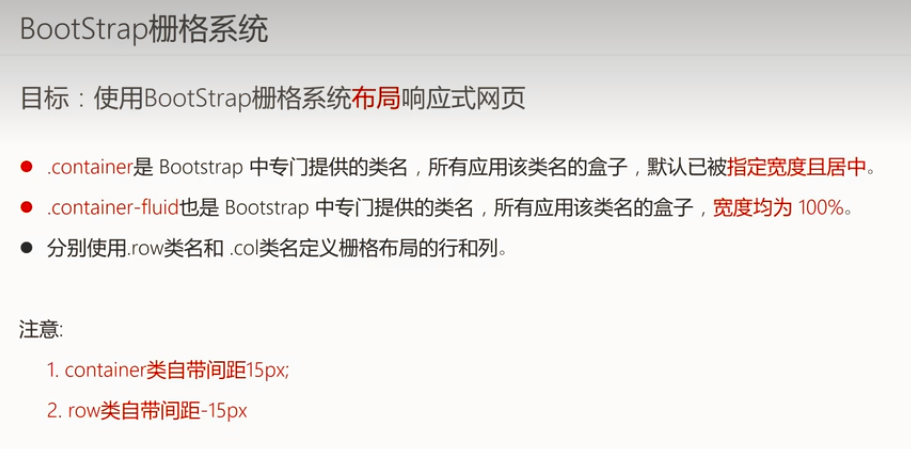 BootStrap栅格系统
目标：使用BootStrap栅格系统布局响应式网页
.container是 Bootstrap 中专门提供的类名，所有应用该类名的盒子，默认已被指定宽度且居中。
.container-fluid也是 Bootstrap 中专门提供的类名，所有应用该类名的盒子，宽度均为 100%。
分别使用.row类名和 .col类名定义栅格布局的行和列。
注意:
1. container类自带间距15px;
2. row类自带间距-15px